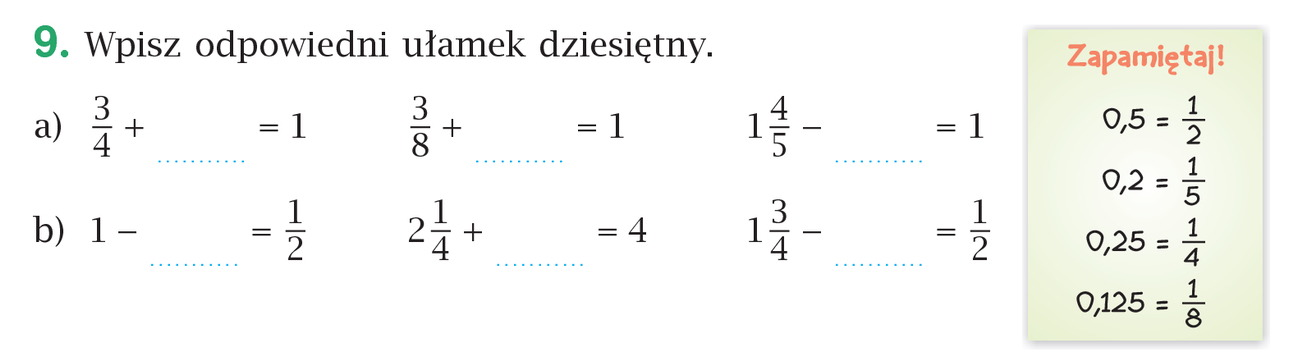 9. Wpisz odpowiedni ułamek dziesiętny.
a) 3/4 + ........... = 1    3/8 + ........... = 1    1 4/5 – ........... = 1
b) 1 – ........... = 1/2    2 1/4 + ........... = 4    1 3/4 – ........... = 1/2
Zapamiętaj!
0,5 = 1/2
0,2 = 1/5
0,25 = 1/4
0,125 = 1/8